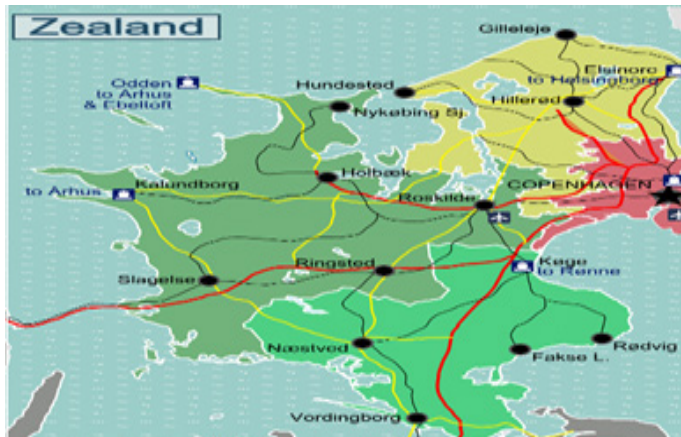 Zealand
Gilleleje
Odden
to Arhus
& Ebeltoft
Hundested
Elsinore
to Helsingborg
Nykøbing Sj.
Hillerød
Holbæk
to Arhus
Kalundborg
COPENHAGEN
Roskilde
Ringsted
Køge
to Rønne
Slagelse
Næstved
Fakse L.
Rødvig
Vordingborg